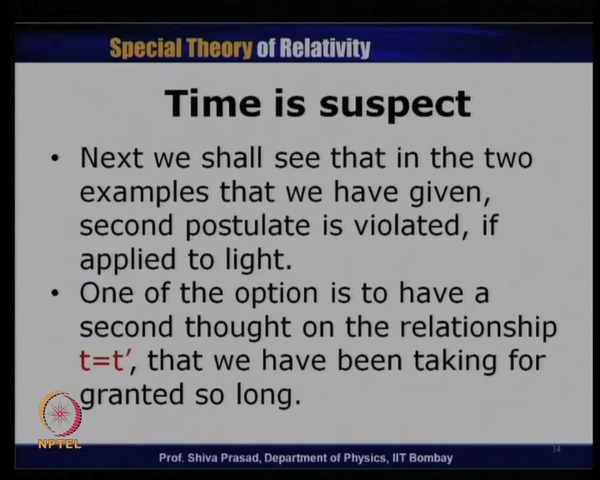 Special Theory of Relativity
Time is suspect
• Next we shall see that in the two
examples that we have given,
second postulate is violated, if
applied to light.
• One of the option is to have a
second thought on the relationship
t=t’, that we have been taking for
granted so long.
NPTEL
Prof. Shiva Prasad, Department of Physics, IIT Bombay
34